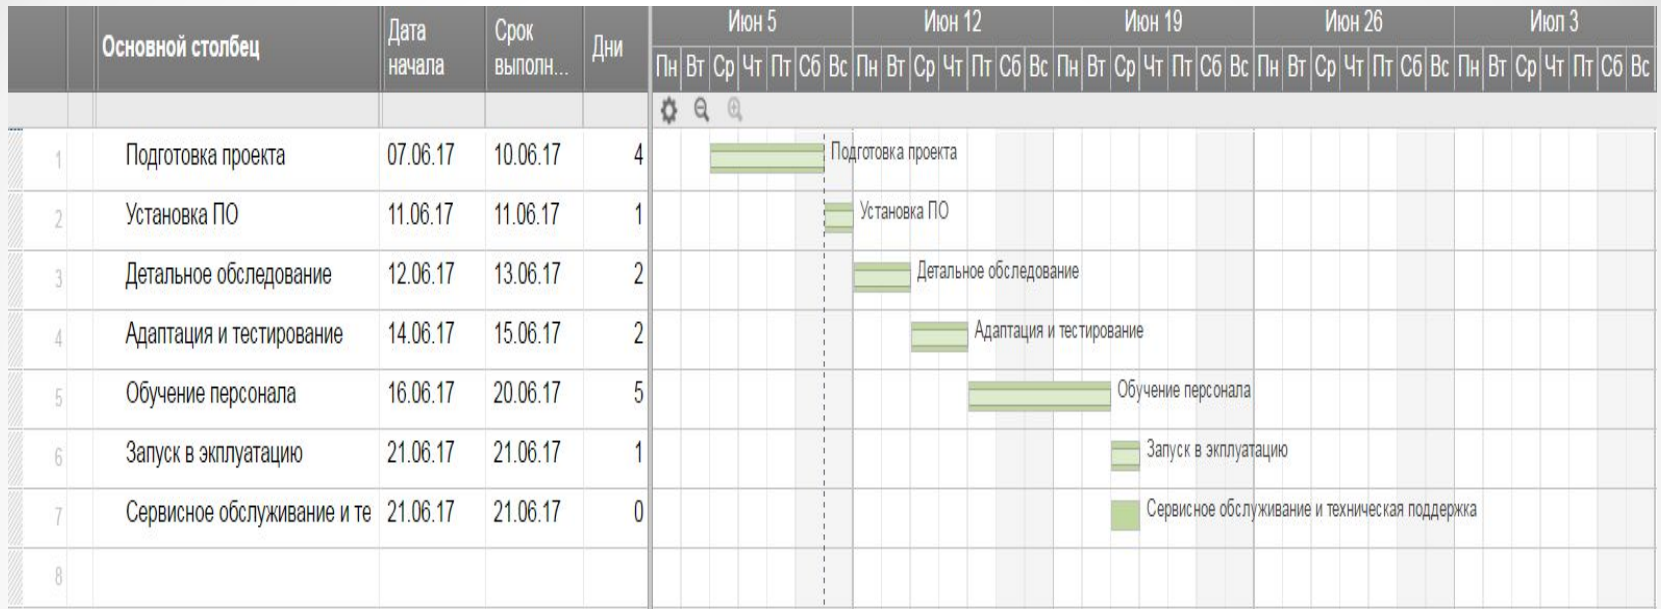 Июн 5 Июн 12 Июн 19 Июн 26 Июл 3
Основной столбец Дата начала Срок выполн... Дни
Пн Вт Ср Чт Пт Сб Вс Пн Вт Ср Чт Пт Сб Вс Пн Вт Ср Чт Пт Сб Вс Пн Вт Ср Чт Пт Сб Вс Пн Вт Ср Чт Пт Сб Вс
1 Подготовка проекта 07.06.17 10.06.17 4 Подготовка проекта
2 Установка ПО 11.06.17 11.06.17 1 Установка ПО
3 Детальное обследование 12.06.17 13.06.17 2 Детальное обследование
4 Адаптация и тестирование 14.06.17 15.06.17 2 Адаптация и тестирование
5 Обучение персонала 16.06.17 20.06.17 5 Обучение персонала
6 Запуск в экплуатацию 21.06.17 21.06.17 1 Запуск в экплуатацию
7 Сервисное обслуживание и те 21.06.17 21.06.17 0 Сервисное обслуживание и техническая поддержка
8